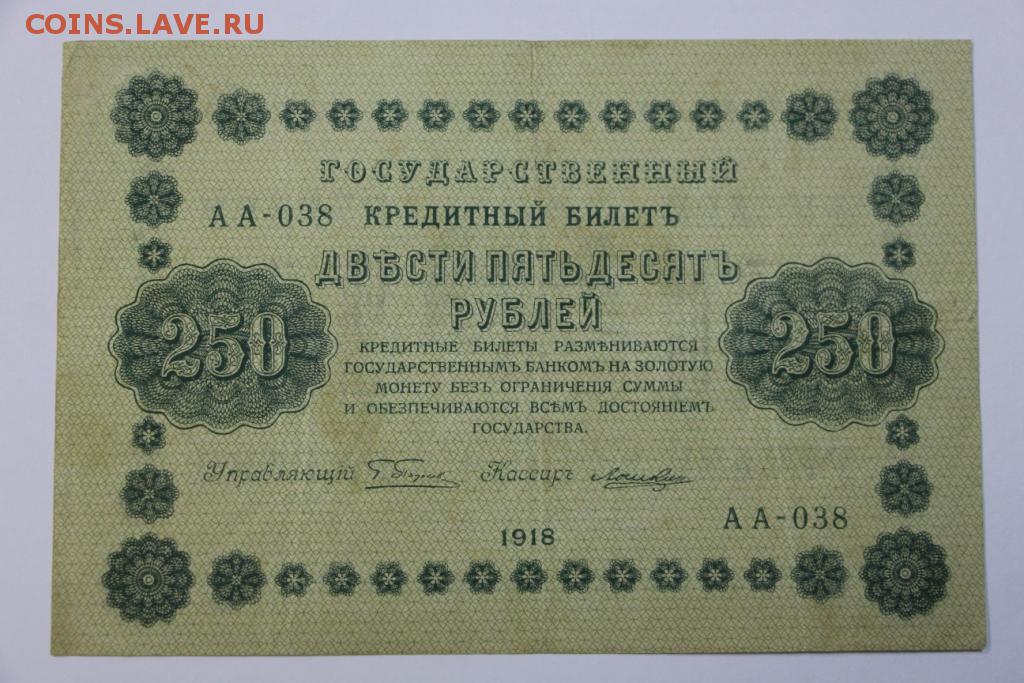 COINS.LAVE.RU
ГОСУДАРСТВЕННЫЙ
АА-038 КРЕДИТНЫЙ БИЛЕТЪ
ДВѢСТИ ПЯТЬДЕСЯТЪ
РУБЛЕЙ
250 250
КРЕДИТНЫЕ БИЛЕТЫ РАЗМѢНИВАЮТСЯ
ГОСУДАРСТВЕННЫМЪ БАНКОМЪ НА ЗОЛОТУЮ
МОНЕТУ БЕЗЪ ОГРАНИЧЕНІЯ СУММЫ
И ОБЕЗПЕЧИВАЮТСЯ ВСѢМЪ ДОСТОЯНІЕМЪ
ГОСУДАРСТВА.
Управляющій Кассиръ
АА-038
1918